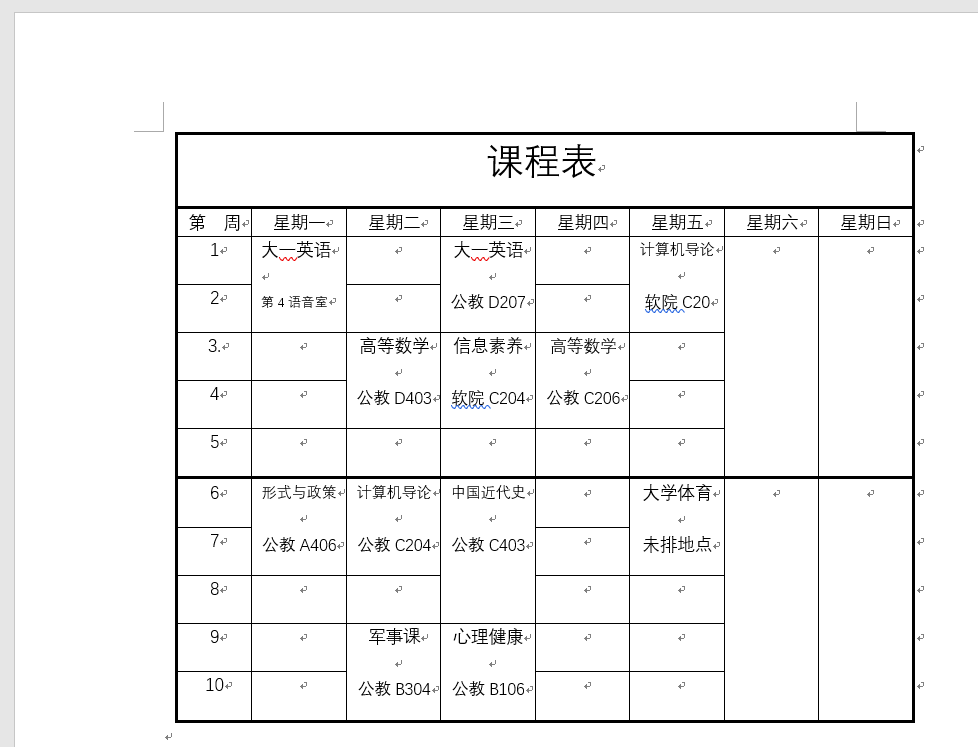 课程表
第 周 星期一 星期二 星期三 星期四 星期五 星期六 星期日
1 大一英语 大一英语 计算机导论
2 第4语音室 公教 D207 软院 C20
3. 高等数学 信息素养 高等数学
4 公教 D403 软院 C204 公教 C206
5
6 形式与政策 计算机导论 中国近代史 大学体育
7 公教 A406 公教 C204 公教 C403 未排地点
8
9 军事课 心理健康
10 公教 B304 公教 B106